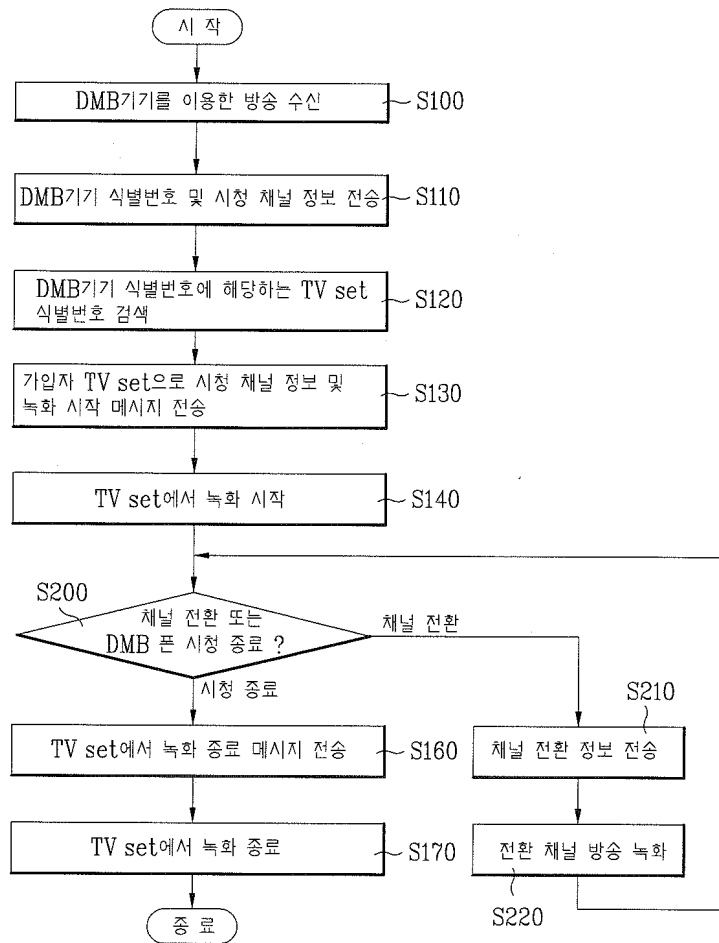 시 작
DMB기기를 이용한 방송 수신
S100
DMB기기 식별번호 및 시청 채널 정보 전송
S110
DMB기기 식별번호에 해당하는 TV set
식별번호 검색
S120
가입자 TV set으로 시청 채널 정보 및
녹화 시작 메시지 전송
S130
TV set에서 녹화 시작
S140
S200
채널 전환 또는
DMB 폰 시청 종료 ?
채널 전환
시청 종료
S210
채널 전환 정보 전송
TV set에서 녹화 종료 메시지 전송
S160
TV set에서 녹화 종료
S170
전환 채널 방송 녹화
S220
종 료